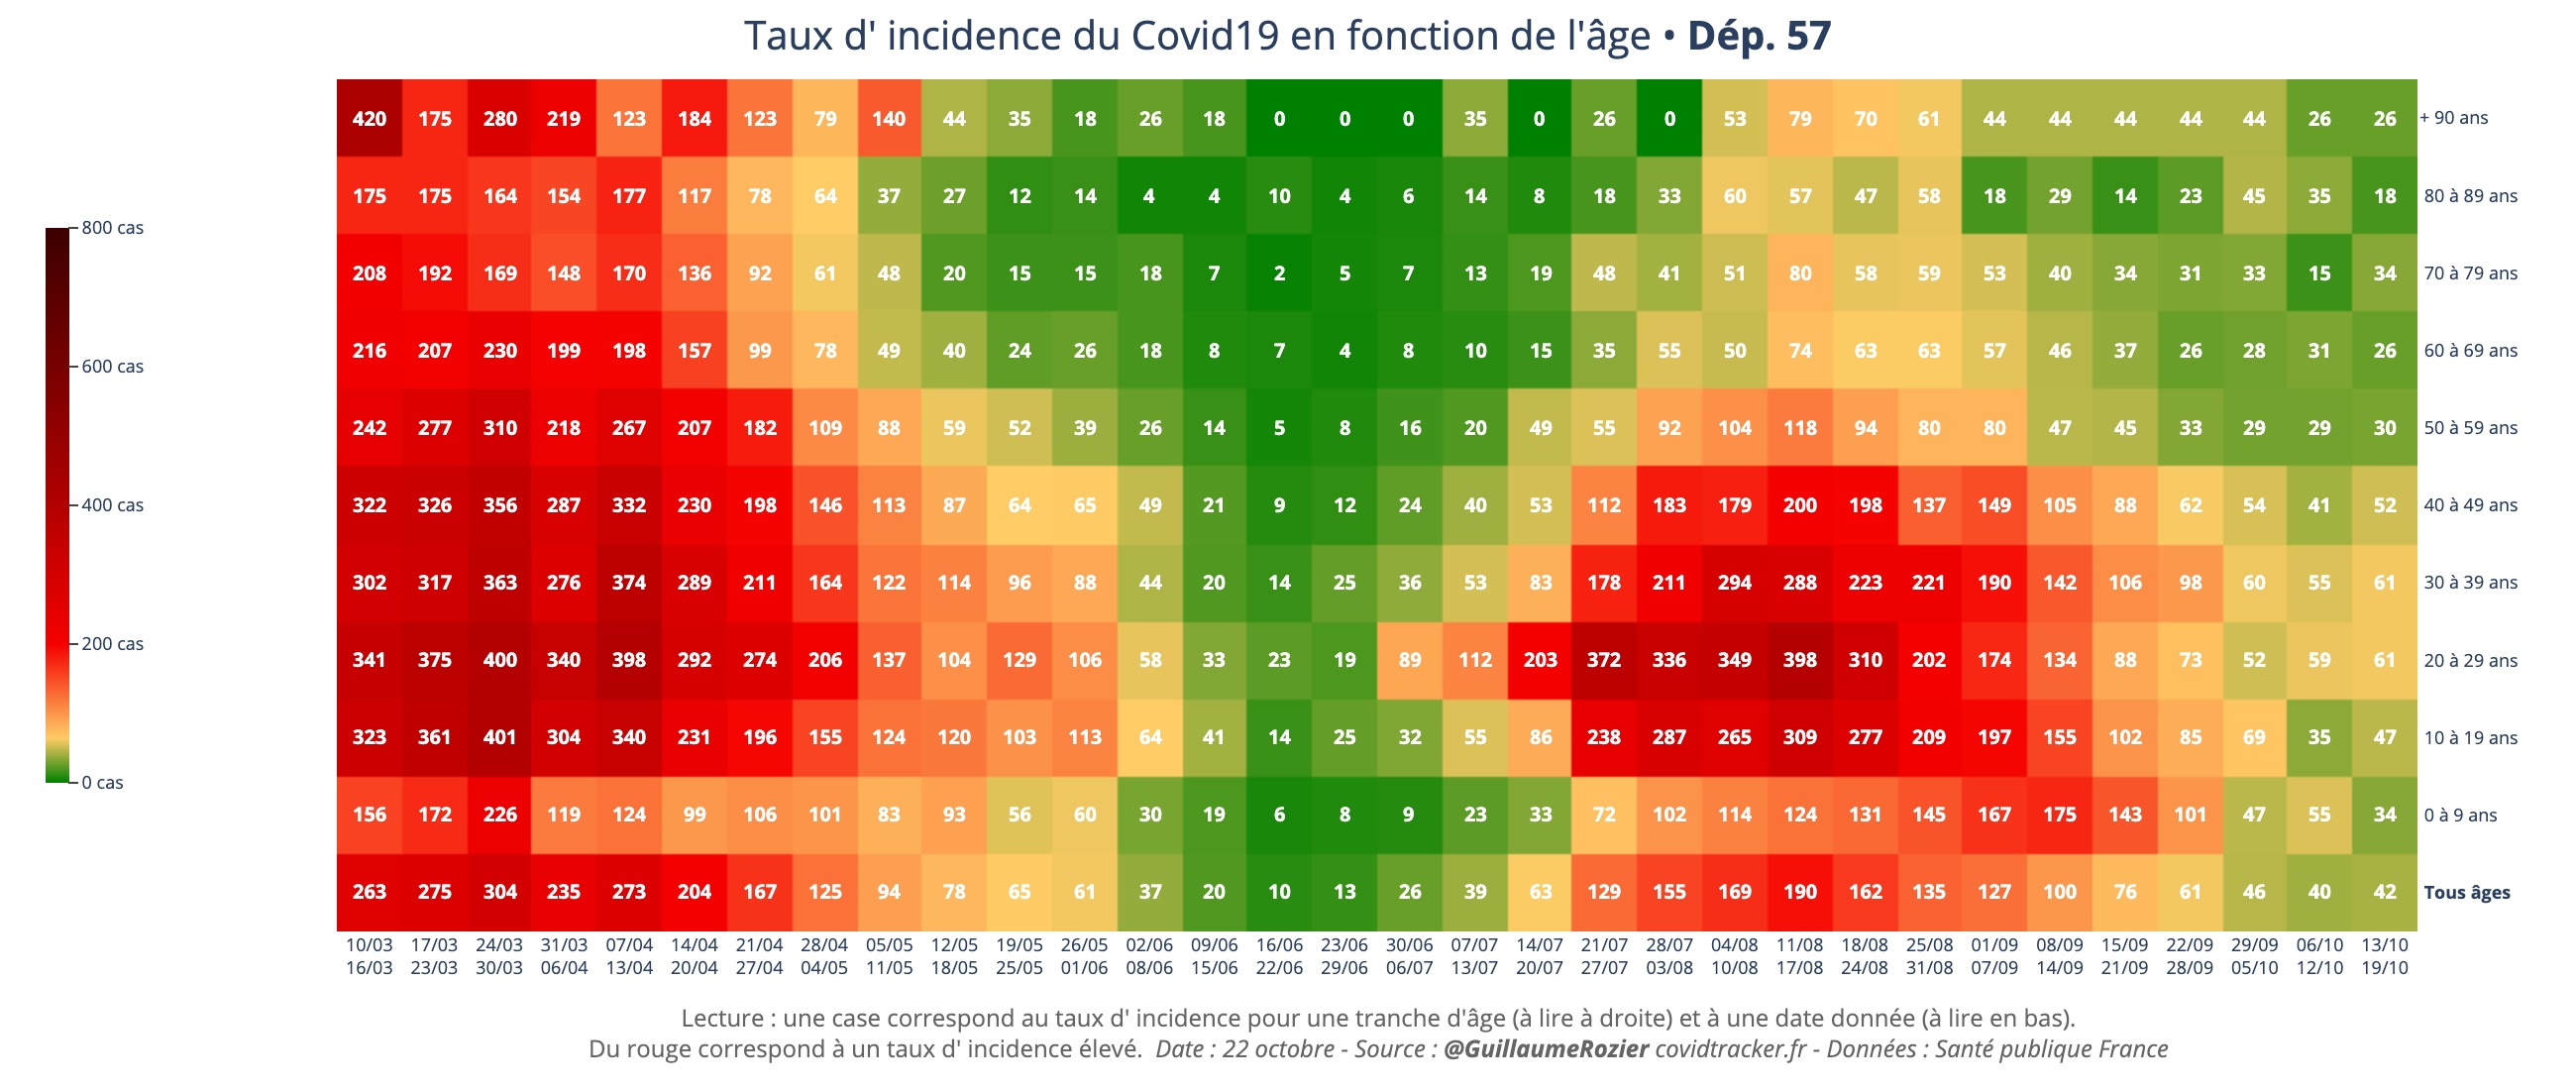 Taux d' incidence du Covid19 en fonction de l'âge • Dép. 57
420 175 280 219 123 184 123 79 140 44 35 18 26 18 0 0 0 35 0 26 0 53 79 70 61 44 44 44 44 44 26 26 + 90 ans
175 175 164 154 177 117 78 64 37 27 12 14 4 4 10 4 6 14 8 18 33 60 57 47 58 18 29 14 23 45 35 18 80 à 89 ans
800 cas
208 192 169 148 170 136 92 61 48 20 15 15 18 7 2 5 7 13 19 48 41 51 80 58 59 53 40 34 31 33 15 34 70 à 79 ans
216 207 230 199 198 157 99 78 49 40 24 26 18 8 7 4 8 10 15 35 55 50 74 63 63 57 46 37 26 28 31 26 60 à 69 ans
600 cas
242 277 310 218 267 207 182 109 88 59 52 39 26 14 5 8 16 20 49 55 92 104 118 94 80 80 47 45 33 29 29 30 50 à 59 ans
400 cas
322 326 356 287 332 230 198 146 113 87 64 65 49 21 9 12 24 40 53 112 183 179 200 198 137 149 105 88 62 54 41 52 40 à 49 ans
302 317 363 276 374 289 211 164 122 114 96 88 44 20 14 25 36 53 83 178 211 294 288 223 221 190 142 106 98 60 55 61 30 à 39 ans
200 cas
341 375 400 340 398 292 274 206 137 104 129 106 58 33 23 19 89 112 203 372 336 349 398 310 202 174 134 88 73 52 59 61 20 à 29 ans
323 361 401 304 340 231 196 155 124 120 103 113 64 41 14 25 32 55 86 238 287 265 309 277 209 197 155 102 85 69 35 47 10 à 19 ans
0 cas
156 172 226 119 124 99 106 101 83 93 56 60 30 19 6 8 9 23 33 72 102 114 124 131 145 167 175 143 101 47 55 34 0 à 9 ans
263 275 304 235 273 204 167 125 94 78 65 61 37 20 10 13 26 39 63 129 155 169 190 162 135 127 100 76 61 46 40 42 Tous âges
10/03 17/03 24/03 31/03 07/04 14/04 21/04 28/04 05/05 12/05 19/05 26/05 02/06 09/06 16/06 23/06 30/06 07/07 14/07 21/07 28/07 04/08 11/08 18/08 25/08 01/09 08/09 15/09 22/09 29/09 06/10 13/10
16/03 23/03 30/03 06/04 13/04 20/04 27/04 04/05 11/05 18/05 25/05 01/06 08/06 15/06 22/06 29/06 06/07 13/07 20/07 27/07 03/08 10/08 17/08 24/08 31/08 07/09 14/09 21/09 28/09 05/10 12/10 19/10
Lecture : une case correspond au taux d' incidence pour une tranche d'âge (à lire à droite) et à une date donnée (à lire en bas).
Du rouge correspond à un taux d' incidence élevé. Date : 22 octobre - Source : @GuillaumeRozier covidtracker.fr - Données : Santé publique France